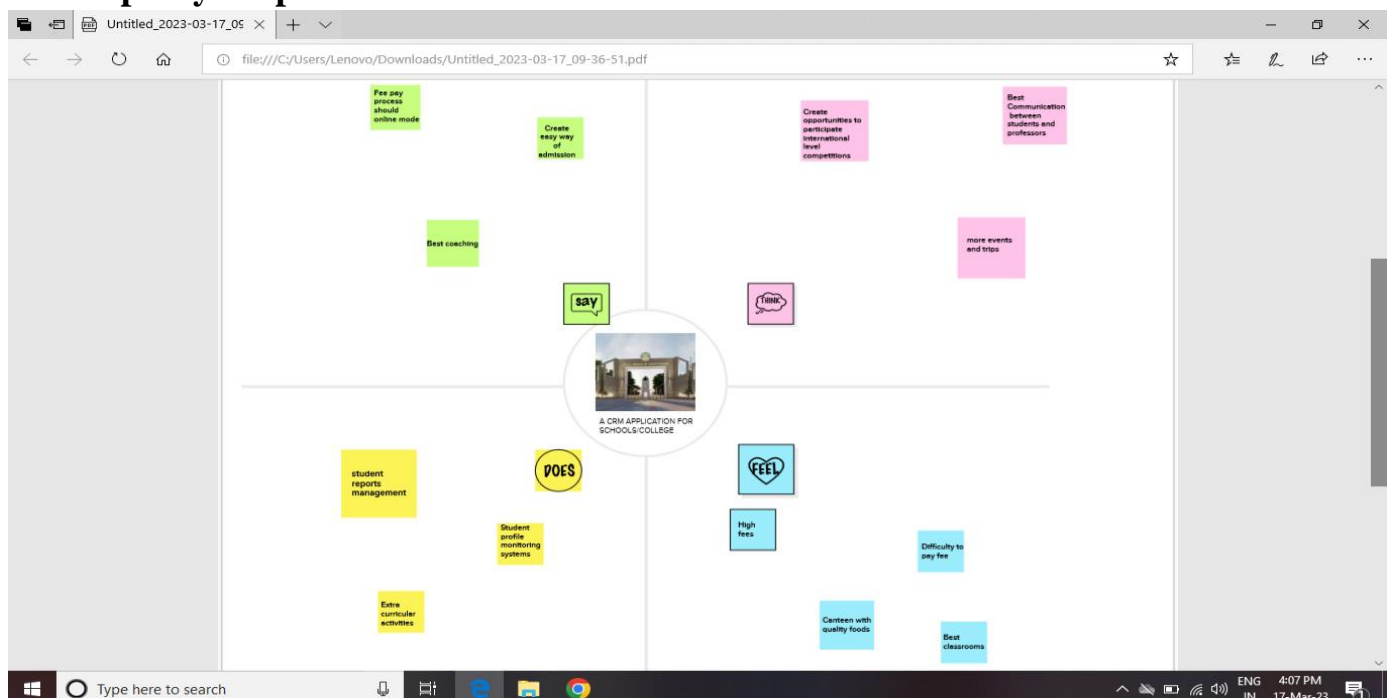 Untitled_2023-03-17_09
file:///C:/Users/Lenovo/Downloads/Untitled_2023-03-17_09-36-51.pdf
Fee pay
process
should
online mode
Create
easy way
of
admission
Best coaching
say
Create
opportunities to
participate
international
level
competitions
Best
Communication
between
students and
professors
more events
and trips
THINK
A CRM APPLICATION FOR
SCHOOLS/COLLEGE
student
reports
management
DOES
Student
profile
monitoring
systems
Extra
curricular
activities
FEEL
High
fees
Difficulty to
pay fee
Canteen with
quality foods
Best
classrooms
Type here to search
ENG
IN
4:07 PM
17-Mar-23